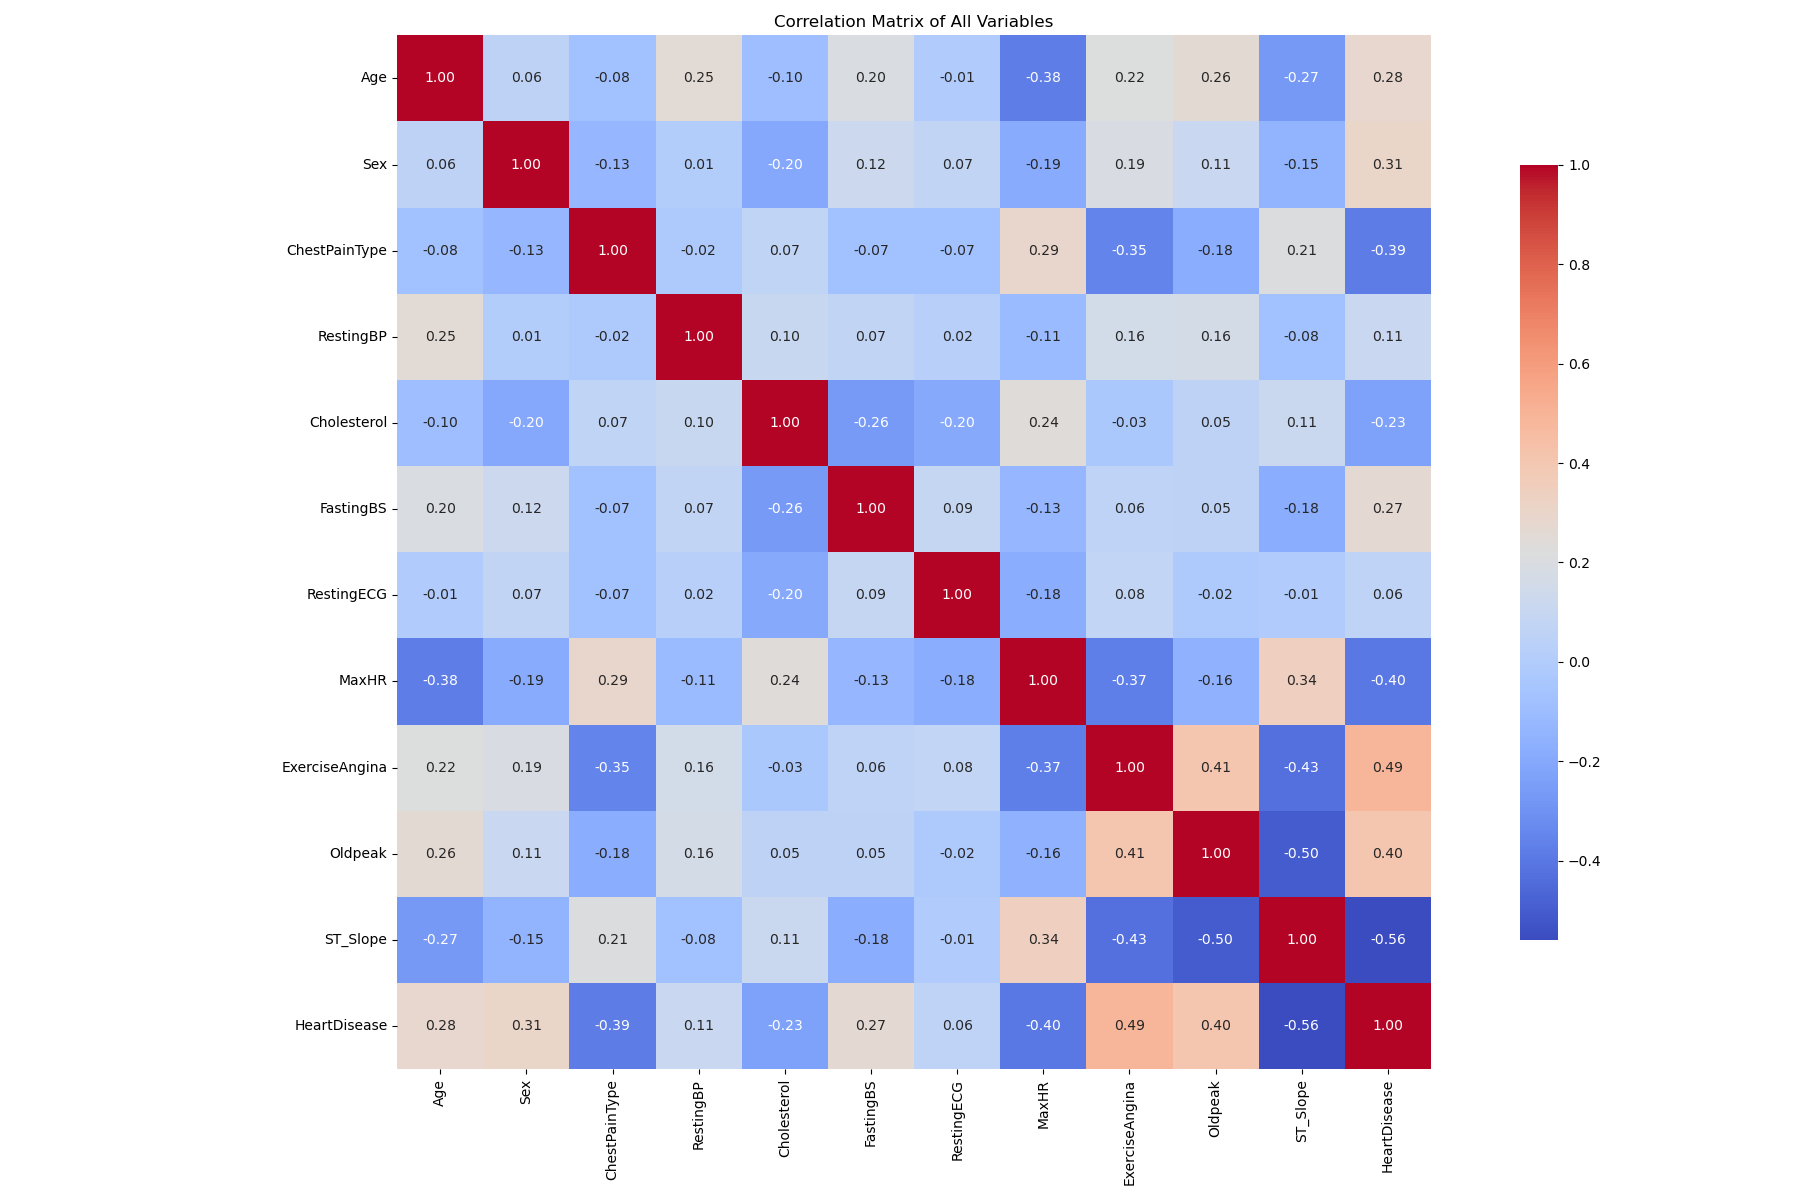 Correlation Matrix of All Variables
Age 1.00 0.06 -0.08 0.25 -0.10 0.20 -0.01 -0.38 0.22 0.26 -0.27 0.28
Sex 0.06 1.00 -0.13 0.01 -0.20 0.12 0.07 -0.19 0.19 0.11 -0.15 0.31
ChestPainType -0.08 -0.13 1.00 -0.02 0.07 -0.07 -0.07 0.29 -0.35 -0.18 0.21 -0.39
RestingBP 0.25 0.01 -0.02 1.00 0.10 0.07 0.02 -0.11 0.16 0.16 -0.08 0.11
Cholesterol -0.10 -0.20 0.07 0.10 1.00 -0.26 -0.20 0.24 -0.03 0.05 0.11 -0.23
FastingBS 0.20 0.12 -0.07 0.07 -0.26 1.00 0.09 -0.13 0.06 0.05 -0.18 0.27
RestingECG -0.01 0.07 -0.07 0.02 -0.20 0.09 1.00 -0.18 0.08 -0.02 -0.01 0.06
MaxHR -0.38 -0.19 0.29 -0.11 0.24 -0.13 -0.18 1.00 -0.37 -0.16 0.34 -0.40
ExerciseAngina 0.22 0.19 -0.35 0.16 -0.03 0.06 0.08 -0.37 1.00 0.41 -0.43 0.49
Oldpeak 0.26 0.11 -0.18 0.16 0.05 0.05 -0.02 -0.16 0.41 1.00 -0.50 0.40
ST_Slope -0.27 -0.15 0.21 -0.08 0.11 -0.18 -0.01 0.34 -0.43 -0.50 1.00 -0.56
HeartDisease 0.28 0.31 -0.39 0.11 -0.23 0.27 0.06 -0.40 0.49 0.40 -0.56 1.00
Age
Sex
ChestPainType
RestingBP
Cholesterol
FastingBS
RestingECG
MaxHR
ExerciseAngina
Oldpeak
ST_Slope
HeartDisease
1.0
0.8
0.6
0.4
0.2
0.0
−0.2
−0.4